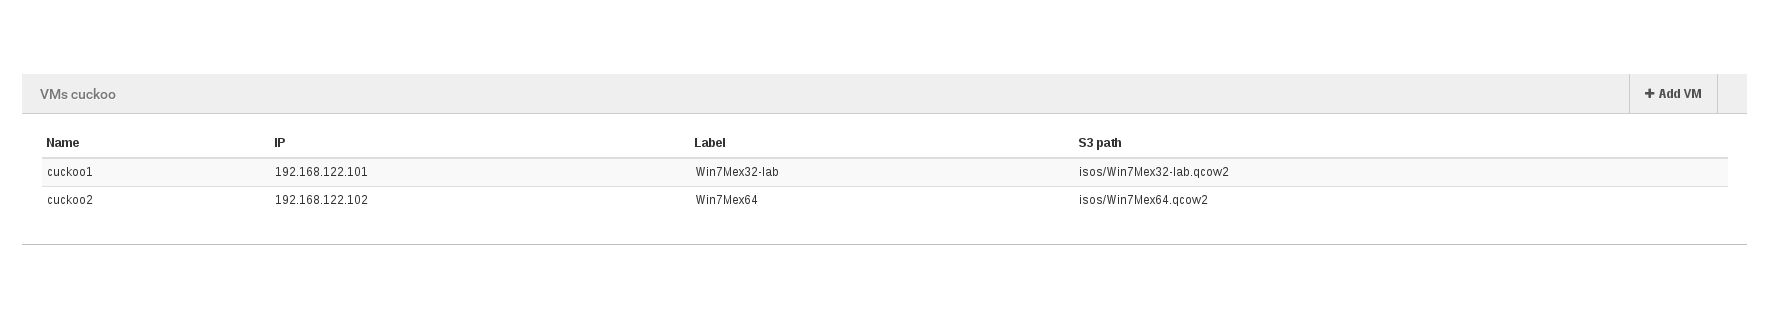 VMs cuckoo
Add VM
Name IP Label S3 path
cuckoo1 192.168.122.101 Win7Mex32-lab isos/Win7Mex32-lab.qcow2
cuckoo2 192.168.122.102 Win7Mex64 isos/Win7Mex64.qcow2